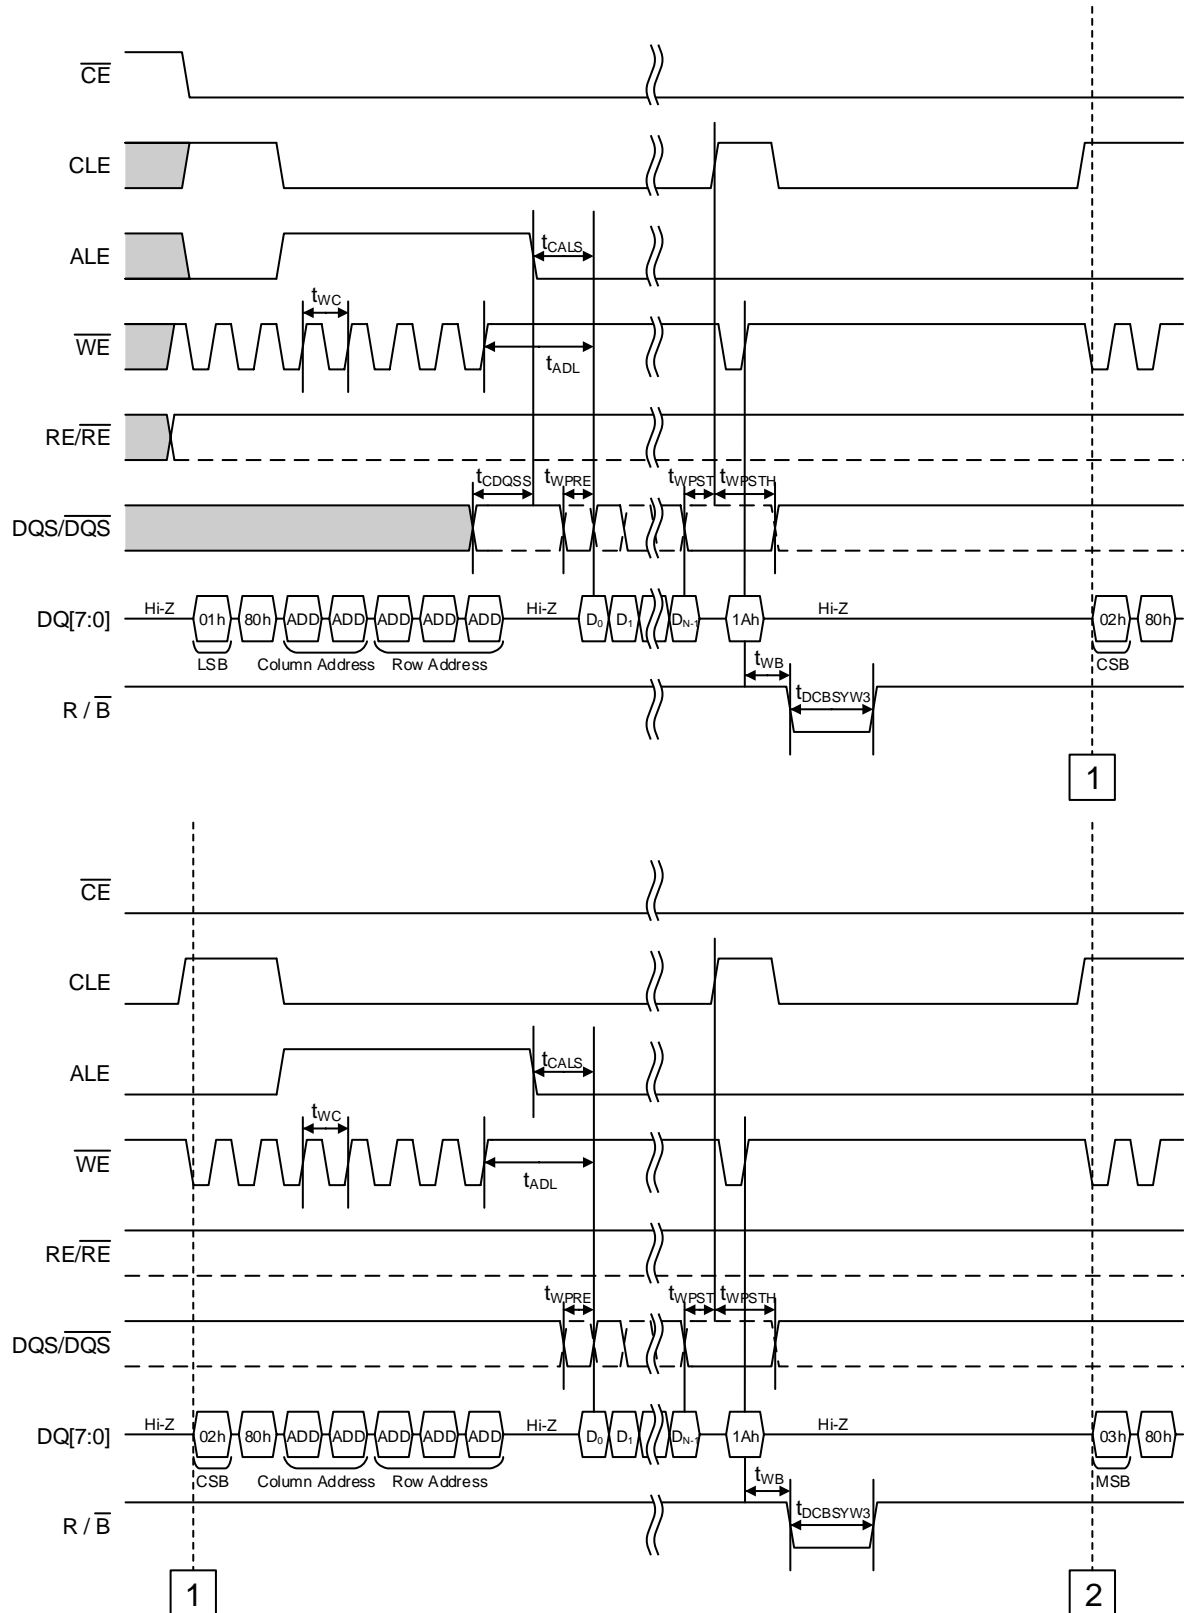 CE
CLE
ALE
tCALS
tWC
WE
tADL
RE/RE
tCDQSS tWPRE tWPST tWPSTH
DQS/DQS
DQ[7:0] Hi-Z 01h 80h ADD ADD ADD ADD ADD Hi-Z D0 D1 DN-1 1Ah Hi-Z 02h 80h
LSB Column Address Row Address CSB
tWB
R / B tDCBSYW3
1
CE
CLE
ALE
tCALS
tWC
WE
tADL
RE/RE
tWPRE tWPST tWPSTH
DQS/DQS
DQ[7:0] Hi-Z 02h 80h ADD ADD ADD ADD ADD Hi-Z D0 D1 DN-1 1Ah Hi-Z 03h 80h
CSB Column Address Row Address MSB
tWB
R / B tDCBSYW3
1 2